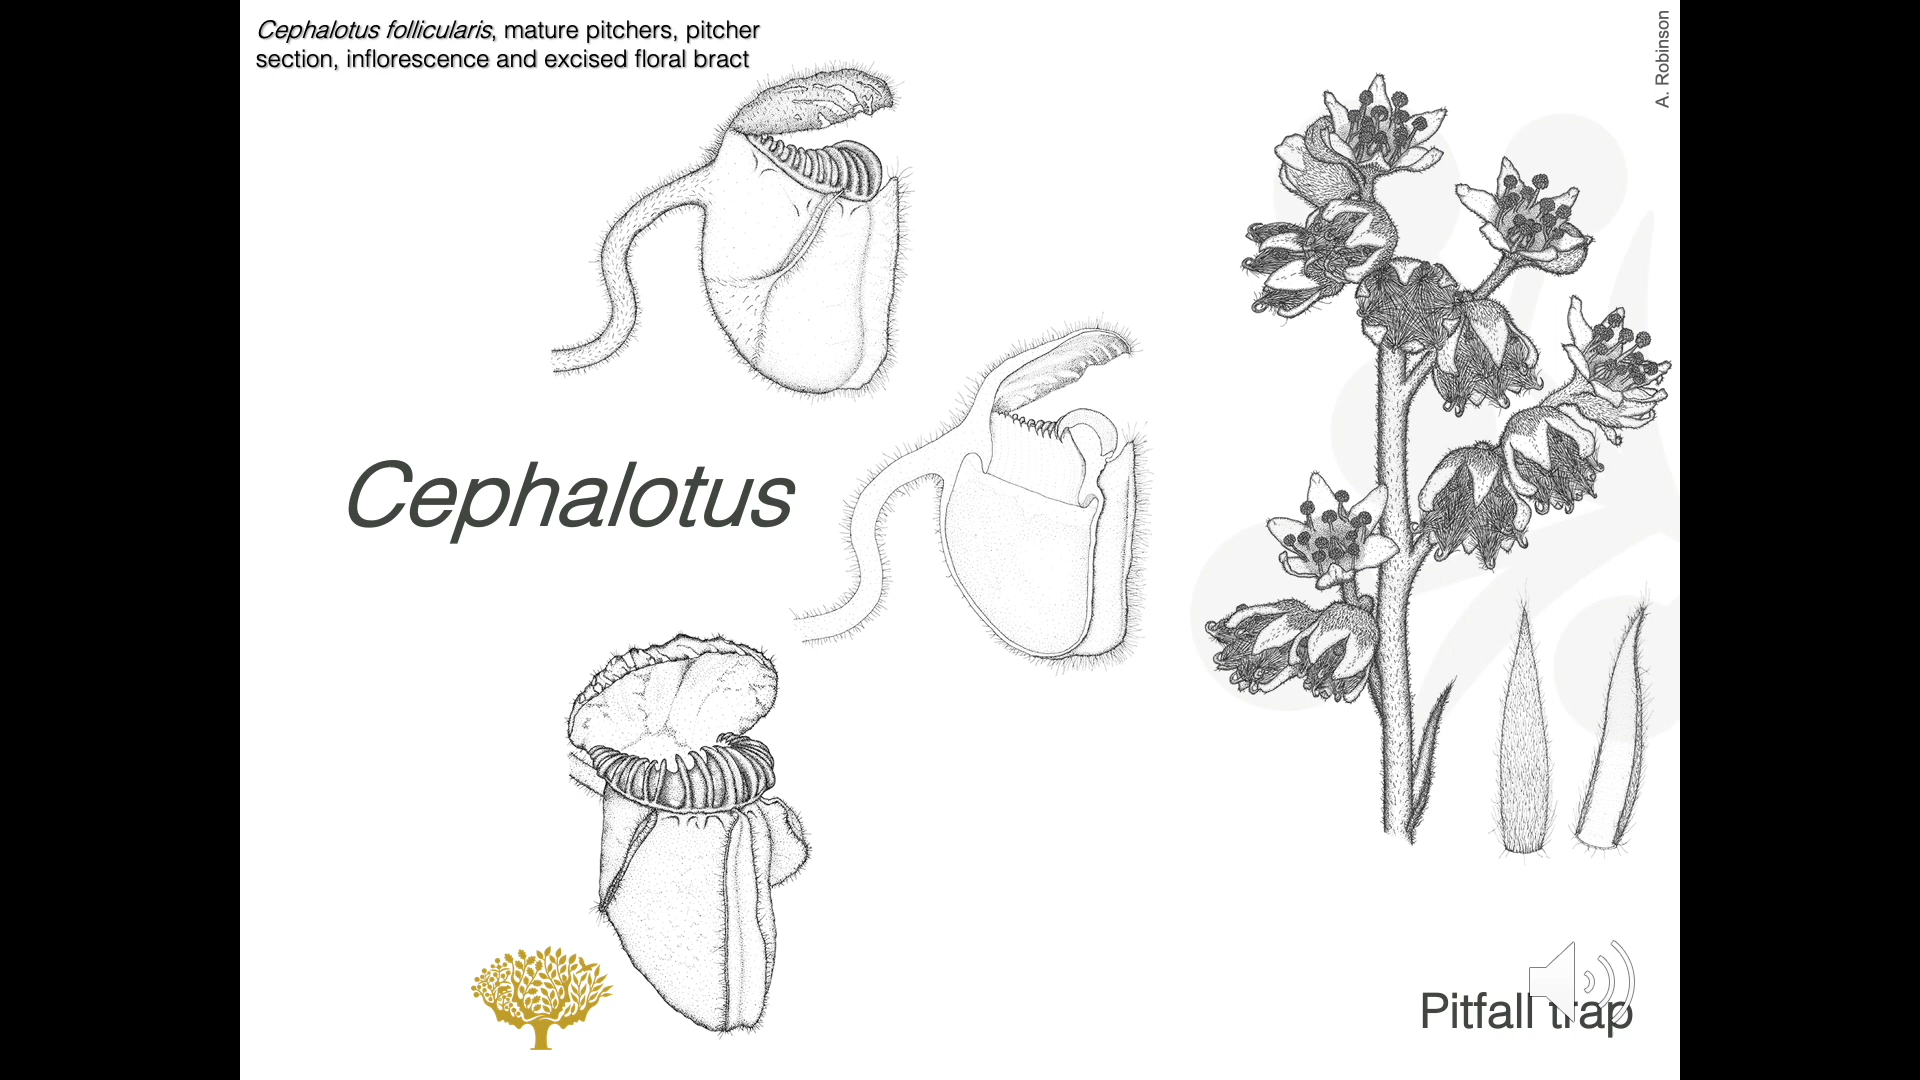 Cephalotus follicularis, mature pitchers, pitcher
section, inflorescence and excised floral bract
A. Robinson
Cephalotus
Pitfall trap